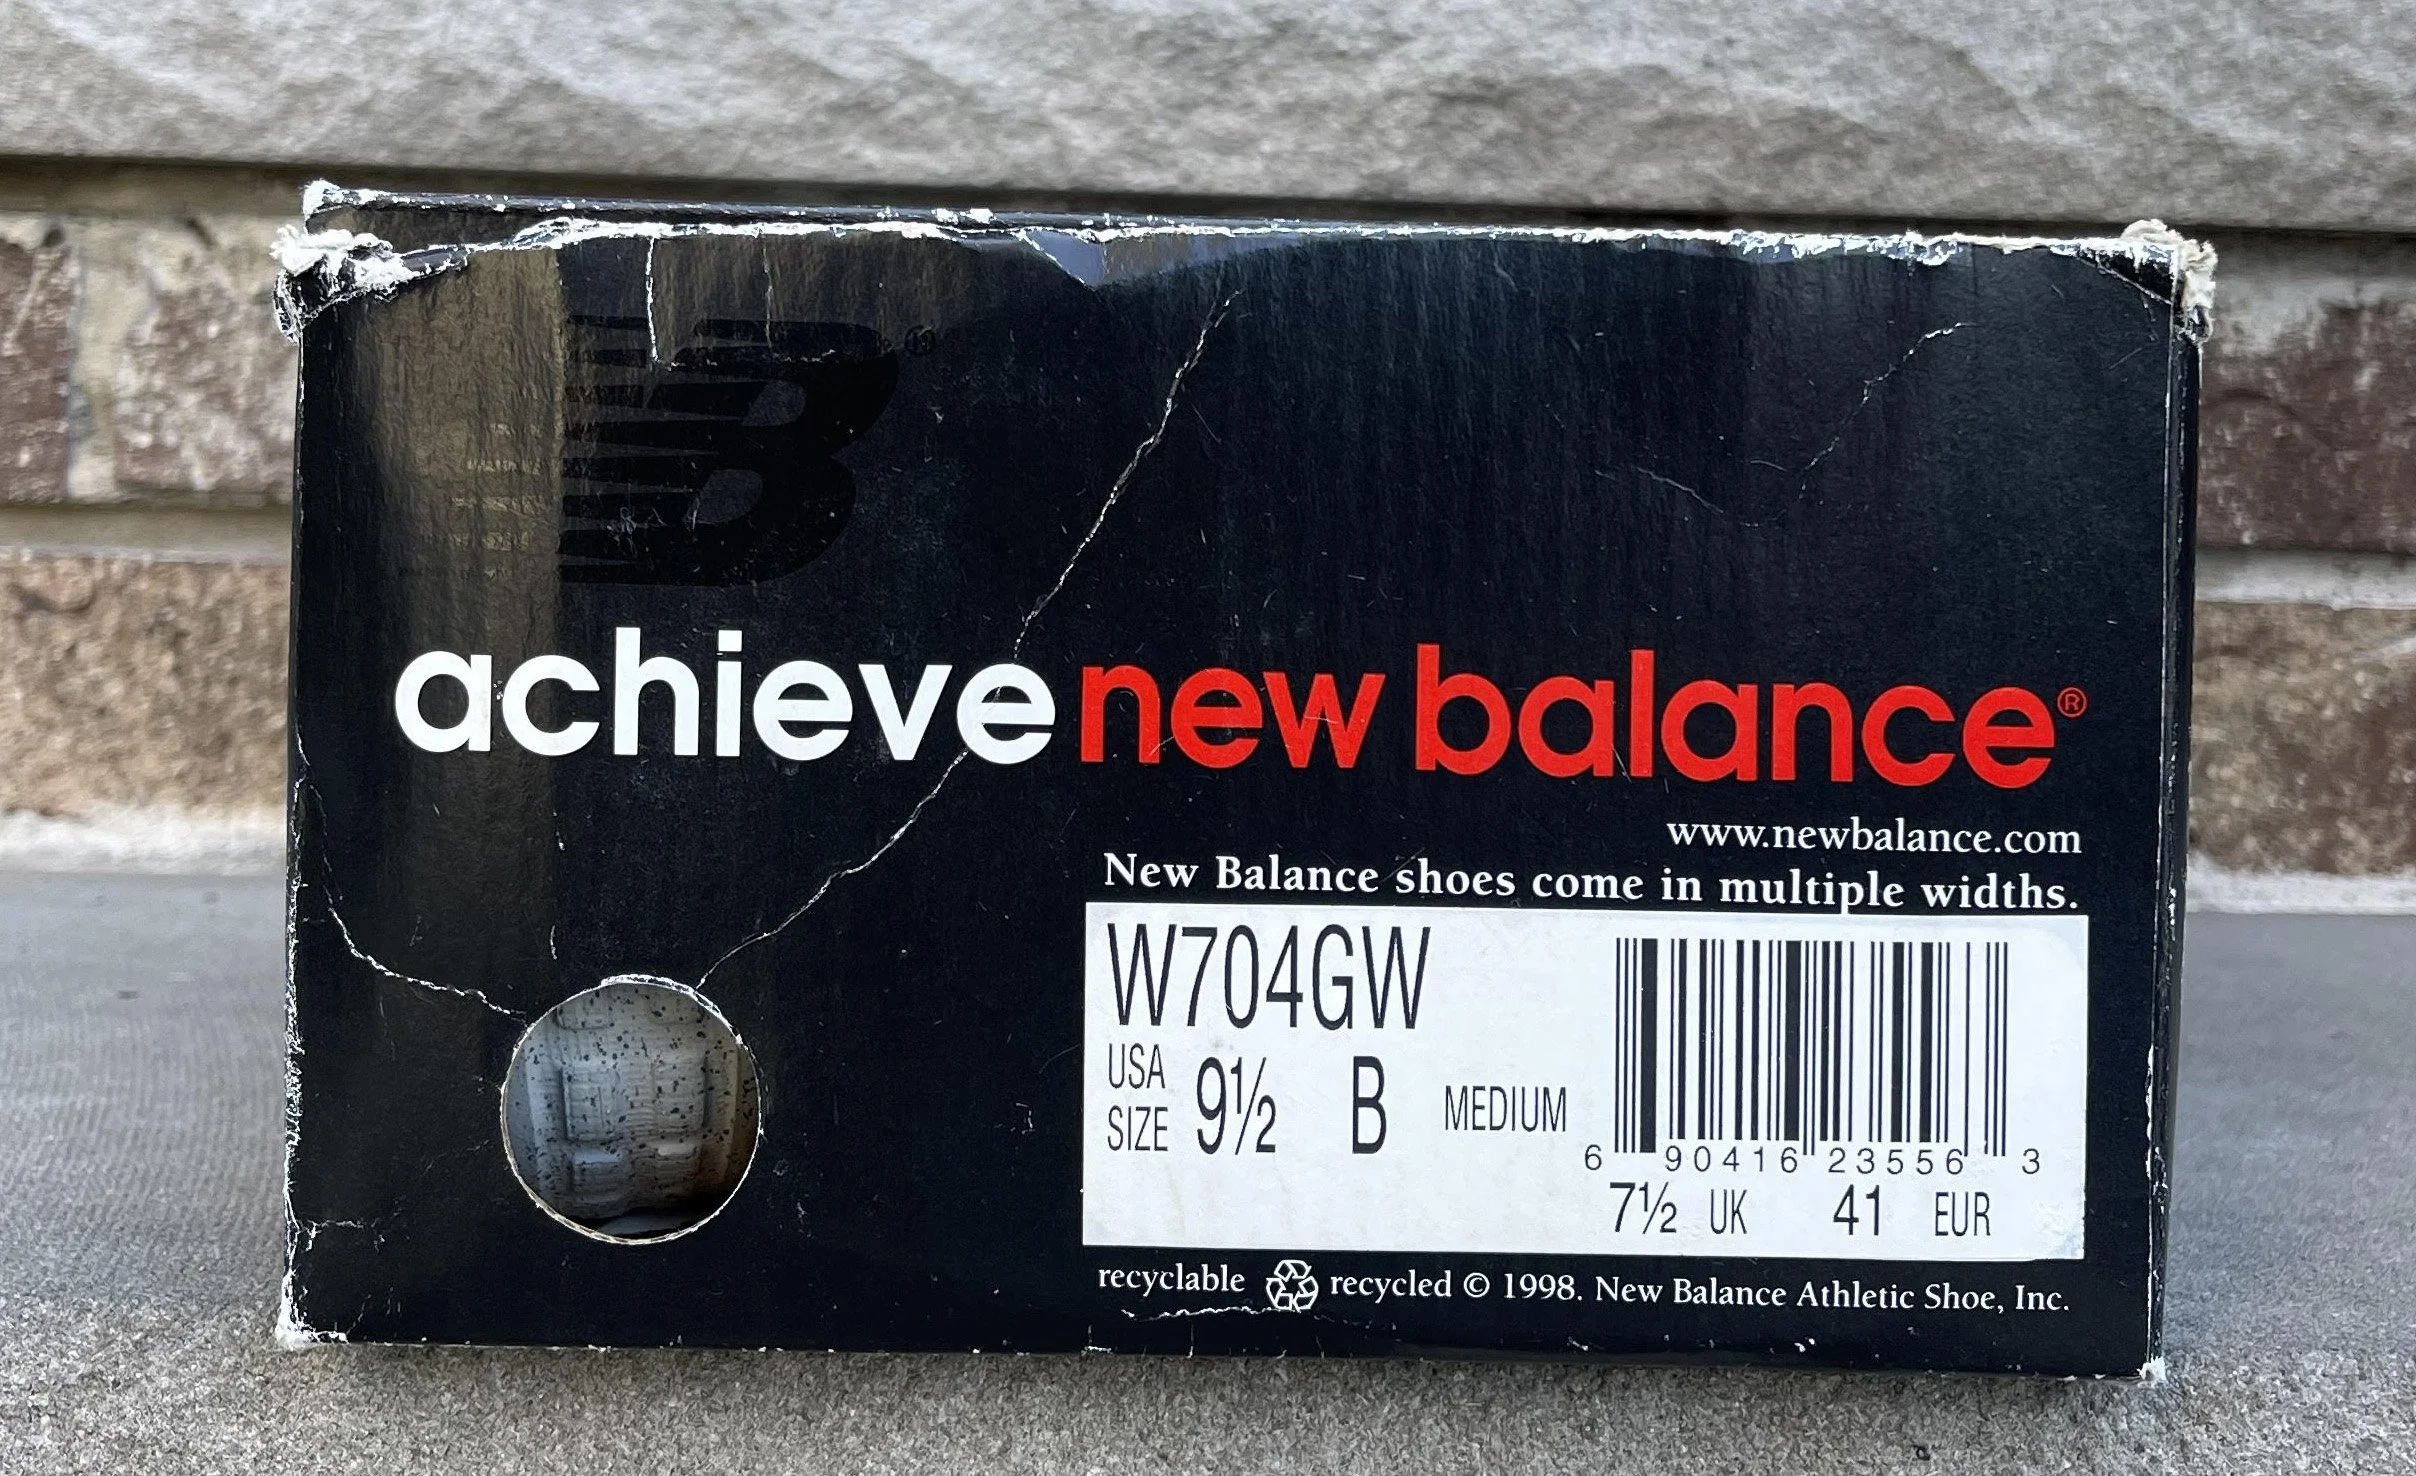 achieve new balance®
www.newbalance.com
New Balance shoes come in multiple widths.
W704GW
USA SIZE 9½ B MEDIUM
6 90416 23556 3
7½ UK 41 EUR
recyclable recycled © 1998. New Balance Athletic Shoe, Inc.